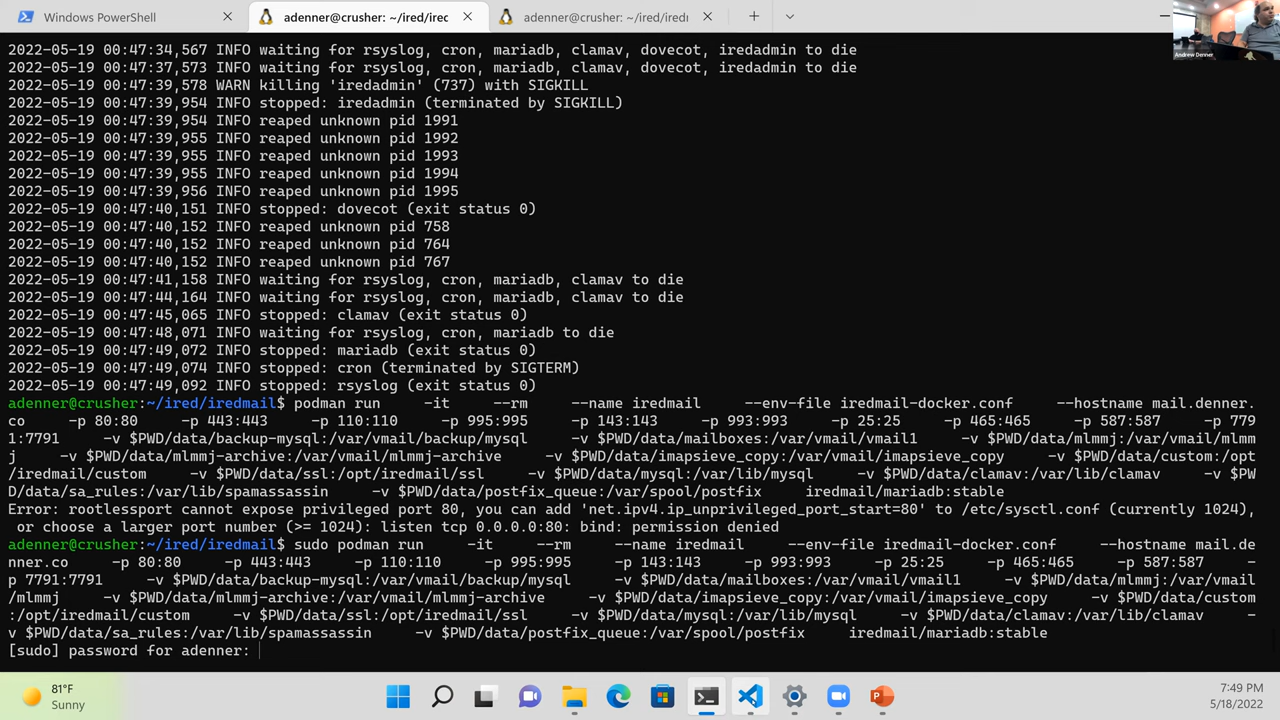 Windows PowerShell
adenner@crusher: ~/ired/irec
adenner@crusher: ~/ired/iredr
Andrew Denner
2022-05-19 00:47:34,567 INFO waiting for rsyslog, cron, mariadb, clamav, dovecot, iredadmin to die
2022-05-19 00:47:37,573 INFO waiting for rsyslog, cron, mariadb, clamav, dovecot, iredadmin to die
2022-05-19 00:47:39,578 WARN killing 'iredadmin' (737) with SIGKILL
2022-05-19 00:47:39,954 INFO stopped: iredadmin (terminated by SIGKILL)
2022-05-19 00:47:39,954 INFO reaped unknown pid 1991
2022-05-19 00:47:39,955 INFO reaped unknown pid 1992
2022-05-19 00:47:39,955 INFO reaped unknown pid 1993
2022-05-19 00:47:39,955 INFO reaped unknown pid 1994
2022-05-19 00:47:39,956 INFO reaped unknown pid 1995
2022-05-19 00:47:40,151 INFO stopped: dovecot (exit status 0)
2022-05-19 00:47:40,152 INFO reaped unknown pid 758
2022-05-19 00:47:40,152 INFO reaped unknown pid 764
2022-05-19 00:47:40,152 INFO reaped unknown pid 767
2022-05-19 00:47:41,158 INFO waiting for rsyslog, cron, mariadb, clamav to die
2022-05-19 00:47:44,164 INFO waiting for rsyslog, cron, mariadb, clamav to die
2022-05-19 00:47:45,065 INFO stopped: clamav (exit status 0)
2022-05-19 00:47:48,071 INFO waiting for rsyslog, cron, mariadb to die
2022-05-19 00:47:49,072 INFO stopped: mariadb (exit status 0)
2022-05-19 00:47:49,074 INFO stopped: cron (terminated by SIGTERM)
2022-05-19 00:47:49,092 INFO stopped: rsyslog (exit status 0)
adenner@crusher:~/ired/iredmail$ podman run -it --rm --name iredmail --env-file iredmail-docker.conf --hostname mail.denner.
co -p 80:80 -p 443:443 -p 110:110 -p 995:995 -p 143:143 -p 993:993 -p 25:25 -p 465:465 -p 587:587 -p 779
1:7791 -v $PWD/data/backup-mysql:/var/vmail/backup/mysql -v $PWD/data/mailboxes:/var/vmail/vmail1 -v $PWD/data/mlmmj:/var/vmail/mlmm
j -v $PWD/data/mlmmj-archive:/var/vmail/mlmmj-archive -v $PWD/data/imapsieve_copy:/var/vmail/imapsieve_copy -v $PWD/data/custom:/opt
/iredmail/custom -v $PWD/data/ssl:/opt/iredmail/ssl -v $PWD/data/mysql:/var/lib/mysql -v $PWD/data/clamav:/var/lib/clamav -v $PW
D/data/sa_rules:/var/lib/spamassassin -v $PWD/data/postfix_queue:/var/spool/postfix iredmail/mariadb:stable
Error: rootlessport cannot expose privileged port 80, you can add 'net.ipv4.ip_unprivileged_port_start=80' to /etc/sysctl.conf (currently 1024),
or choose a larger port number (>= 1024): listen tcp 0.0.0.0:80: bind: permission denied
adenner@crusher:~/ired/iredmail$ sudo podman run -it --rm --name iredmail --env-file iredmail-docker.conf --hostname mail.de
nner.co -p 80:80 -p 443:443 -p 110:110 -p 995:995 -p 143:143 -p 993:993 -p 25:25 -p 465:465 -p 587:587 -
p 7791:7791 -v $PWD/data/backup-mysql:/var/vmail/backup/mysql -v $PWD/data/mailboxes:/var/vmail/vmail1 -v $PWD/data/mlmmj:/var/vmail
/mlmmj -v $PWD/data/mlmmj-archive:/var/vmail/mlmmj-archive -v $PWD/data/imapsieve_copy:/var/vmail/imapsieve_copy -v $PWD/data/custom
:/opt/iredmail/custom -v $PWD/data/ssl:/opt/iredmail/ssl -v $PWD/data/mysql:/var/lib/mysql -v $PWD/data/clamav:/var/lib/clamav -
v $PWD/data/sa_rules:/var/lib/spamassassin -v $PWD/data/postfix_queue:/var/spool/postfix iredmail/mariadb:stable
[sudo] password for adenner:
81°F
Sunny
7:49 PM
5/18/2022